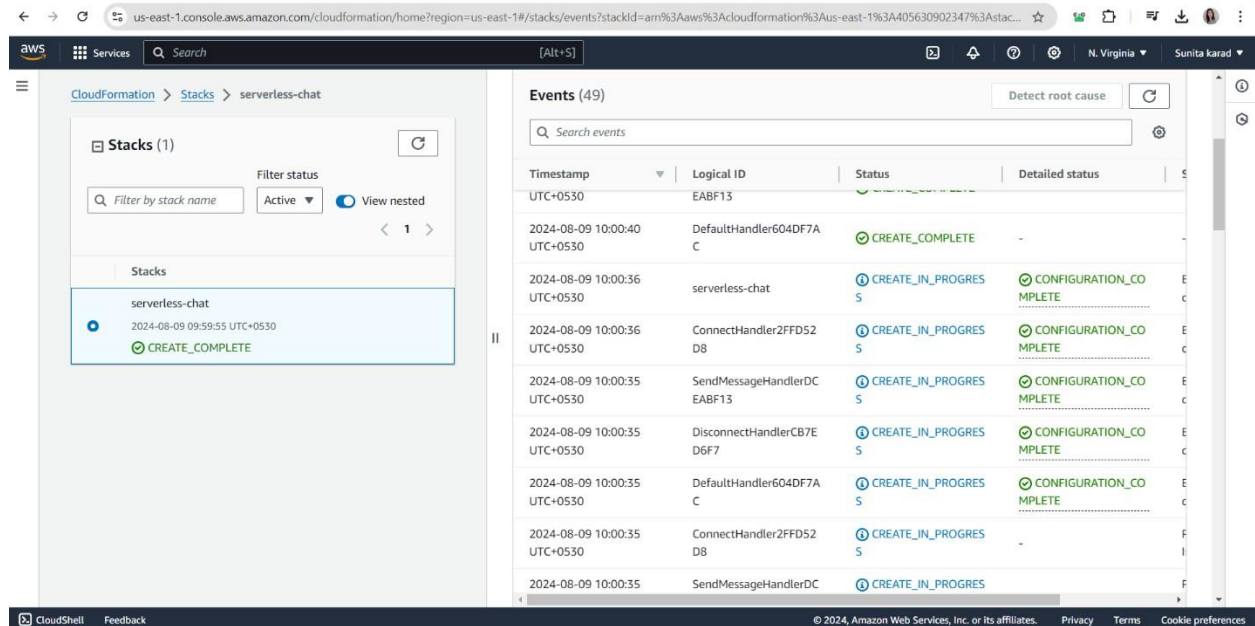 us-east-1.console.aws.amazon.com/cloudformation/home?region=us-east-1#/stacks/events?stackId=arn%3Aaws%3Acloudformation%3Aus-east-1%3A405630902347%3Astac...
aws Services Search [Alt+S] N. Virginia Sunita karad
CloudFormation Stacks serverless-chat
Stacks (1)
Filter status
Filter by stack name Active View nested
1
Stacks
serverless-chat
2024-08-09 09:59:55 UTC+0530
CREATE_COMPLETE
Events (49) Detect root cause
Search events
Timestamp Logical ID Status Detailed status
UTC+0530 EABF13
2024-08-09 10:00:40 DefaultHandler604DF7A CREATE_COMPLETE -
UTC+0530 C
2024-08-09 10:00:36 serverless-chat CREATE_IN_PROGRES CONFIGURATION_CO
UTC+0530 S MPLETE
2024-08-09 10:00:36 ConnectHandler2FFD52 CREATE_IN_PROGRES CONFIGURATION_CO
UTC+0530 D8 S MPLETE
2024-08-09 10:00:35 SendMessageHandlerDC CREATE_IN_PROGRES CONFIGURATION_CO
UTC+0530 EABF13 S MPLETE
2024-08-09 10:00:35 DisconnectHandlerCB7E CREATE_IN_PROGRES CONFIGURATION_CO
UTC+0530 D6F7 S MPLETE
2024-08-09 10:00:35 DefaultHandler604DF7A CREATE_IN_PROGRES CONFIGURATION_CO
UTC+0530 C S MPLETE
2024-08-09 10:00:35 ConnectHandler2FFD52 CREATE_IN_PROGRES -
UTC+0530 D8 S
2024-08-09 10:00:35 SendMessageHandlerDC CREATE_IN_PROGRES
CloudShell Feedback © 2024, Amazon Web Services, Inc. or its affiliates. Privacy Terms Cookie preferences